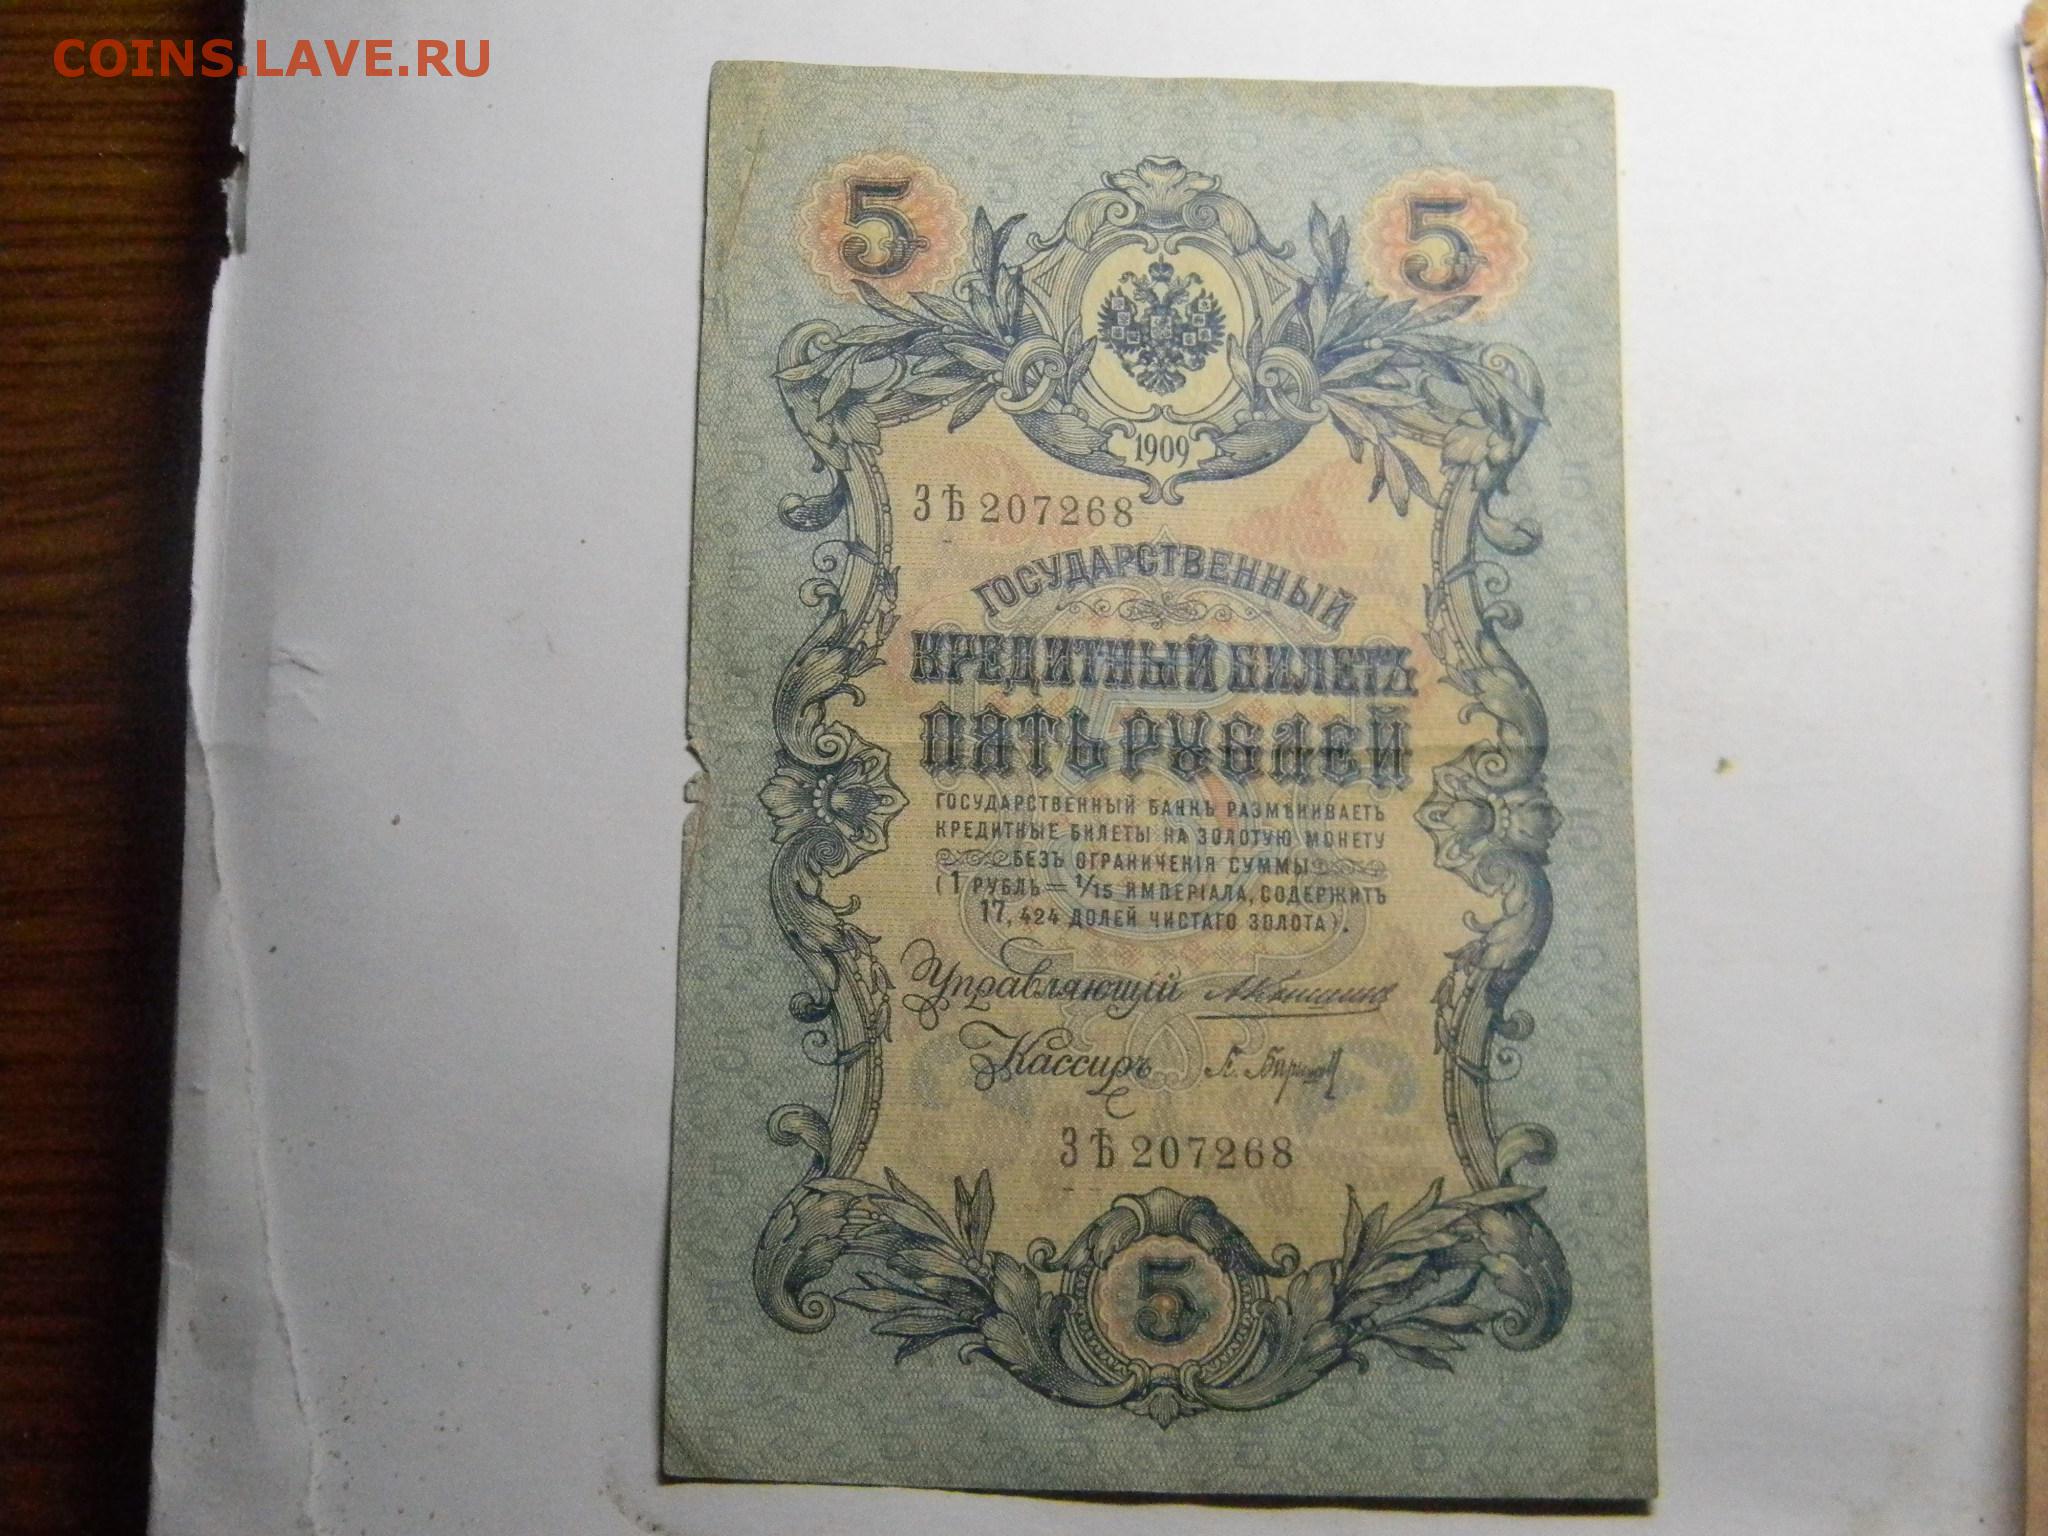 COINS.LAVE.RU
5 5
1909
ЗѢ 207268
ГОСУДАРСТВЕННЫЙ
КРЕДИТНЫЙ БИЛЕТЪ
ПЯТЬ РУБЛЕЙ
ГОСУДАРСТВЕННЫЙ БАНКЪ РАЗМѢНИВАЕТЪ
КРЕДИТНЫЕ БИЛЕТЫ НА ЗОЛОТУЮ МОНЕТУ
БЕЗЪ ОГРАНИЧЕНІЯ СУММЫ
(1 РУБЛЬ = 1/15 ИМПЕРІАЛА, СОДЕРЖИТЪ
17,424 ДОЛЕЙ ЧИСТАГО ЗОЛОТА).
Управляющій
Кассиръ
ЗѢ 207268
5